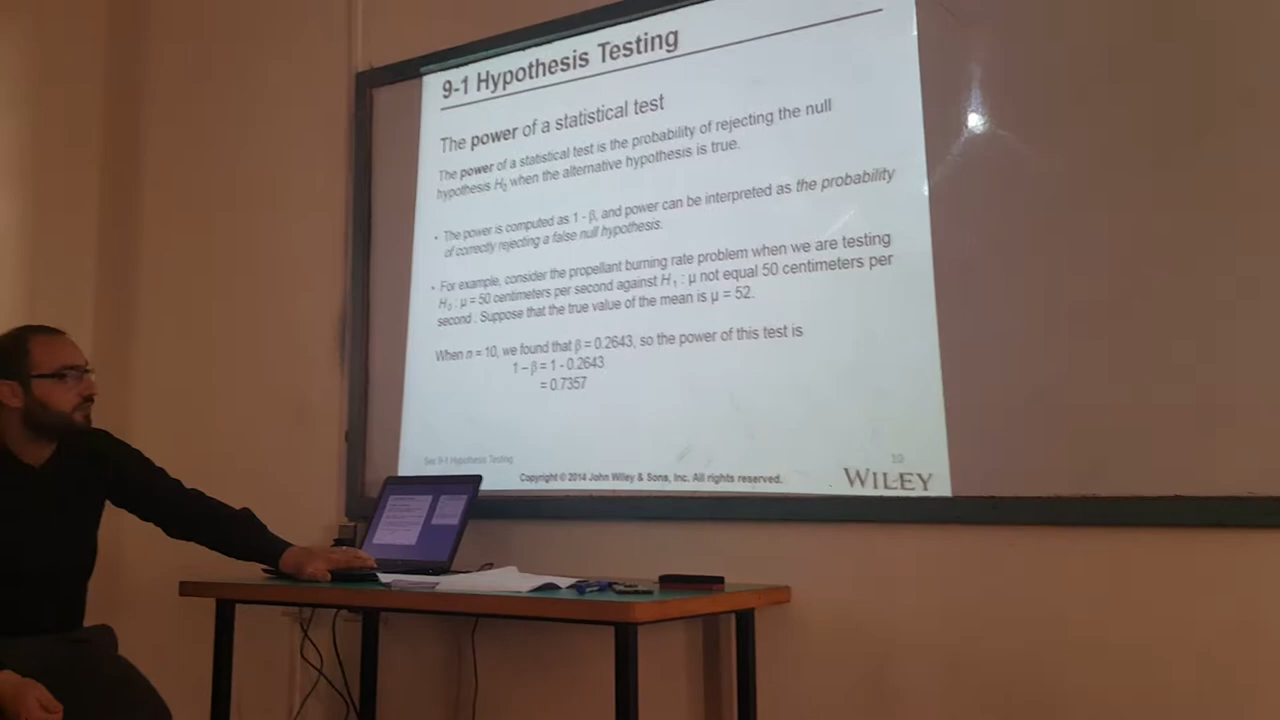 9-1 Hypothesis Testing
The power of a statistical test
The power of a statistical test is the probability of rejecting the null
hypothesis H₀ when the alternative hypothesis is true.
• The power is computed as 1 - β, and power can be interpreted as the probability
of correctly rejecting a false null hypothesis.
• For example, consider the propellant burning rate problem when we are testing
H₀ : μ = 50 centimeters per second against H₁ : μ not equal 50 centimeters per
second . Suppose that the true value of the mean is μ = 52.
When n = 10, we found that β = 0.2643, so the power of this test is
1 – β = 1 - 0.2643
= 0.7357
Sec 9-1 Hypothesis Testing
10
Copyright © 2014 John Wiley & Sons, Inc. All rights reserved.
WILEY